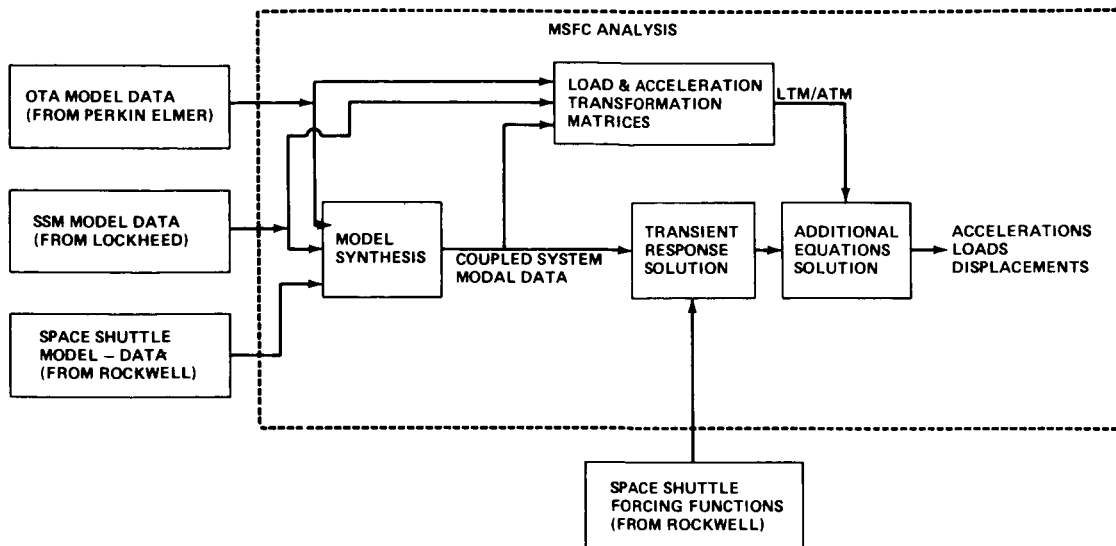 MSFC ANALYSIS
OTA MODEL DATA
(FROM PERKIN ELMER)
LOAD & ACCELERATION
TRANSFORMATION
MATRICES
LTM/ATM
SSM MODEL DATA
(FROM LOCKHEED)
MODEL
SYNTHESIS
COUPLED SYSTEM
MODAL DATA
TRANSIENT
RESPONSE
SOLUTION
ADDITIONAL
EQUATIONS
SOLUTION
ACCELERATIONS
LOADS
DISPLACEMENTS
SPACE SHUTTLE
MODEL – DATA
(FROM ROCKWELL)
SPACE SHUTTLE
FORCING FUNCTIONS
(FROM ROCKWELL)